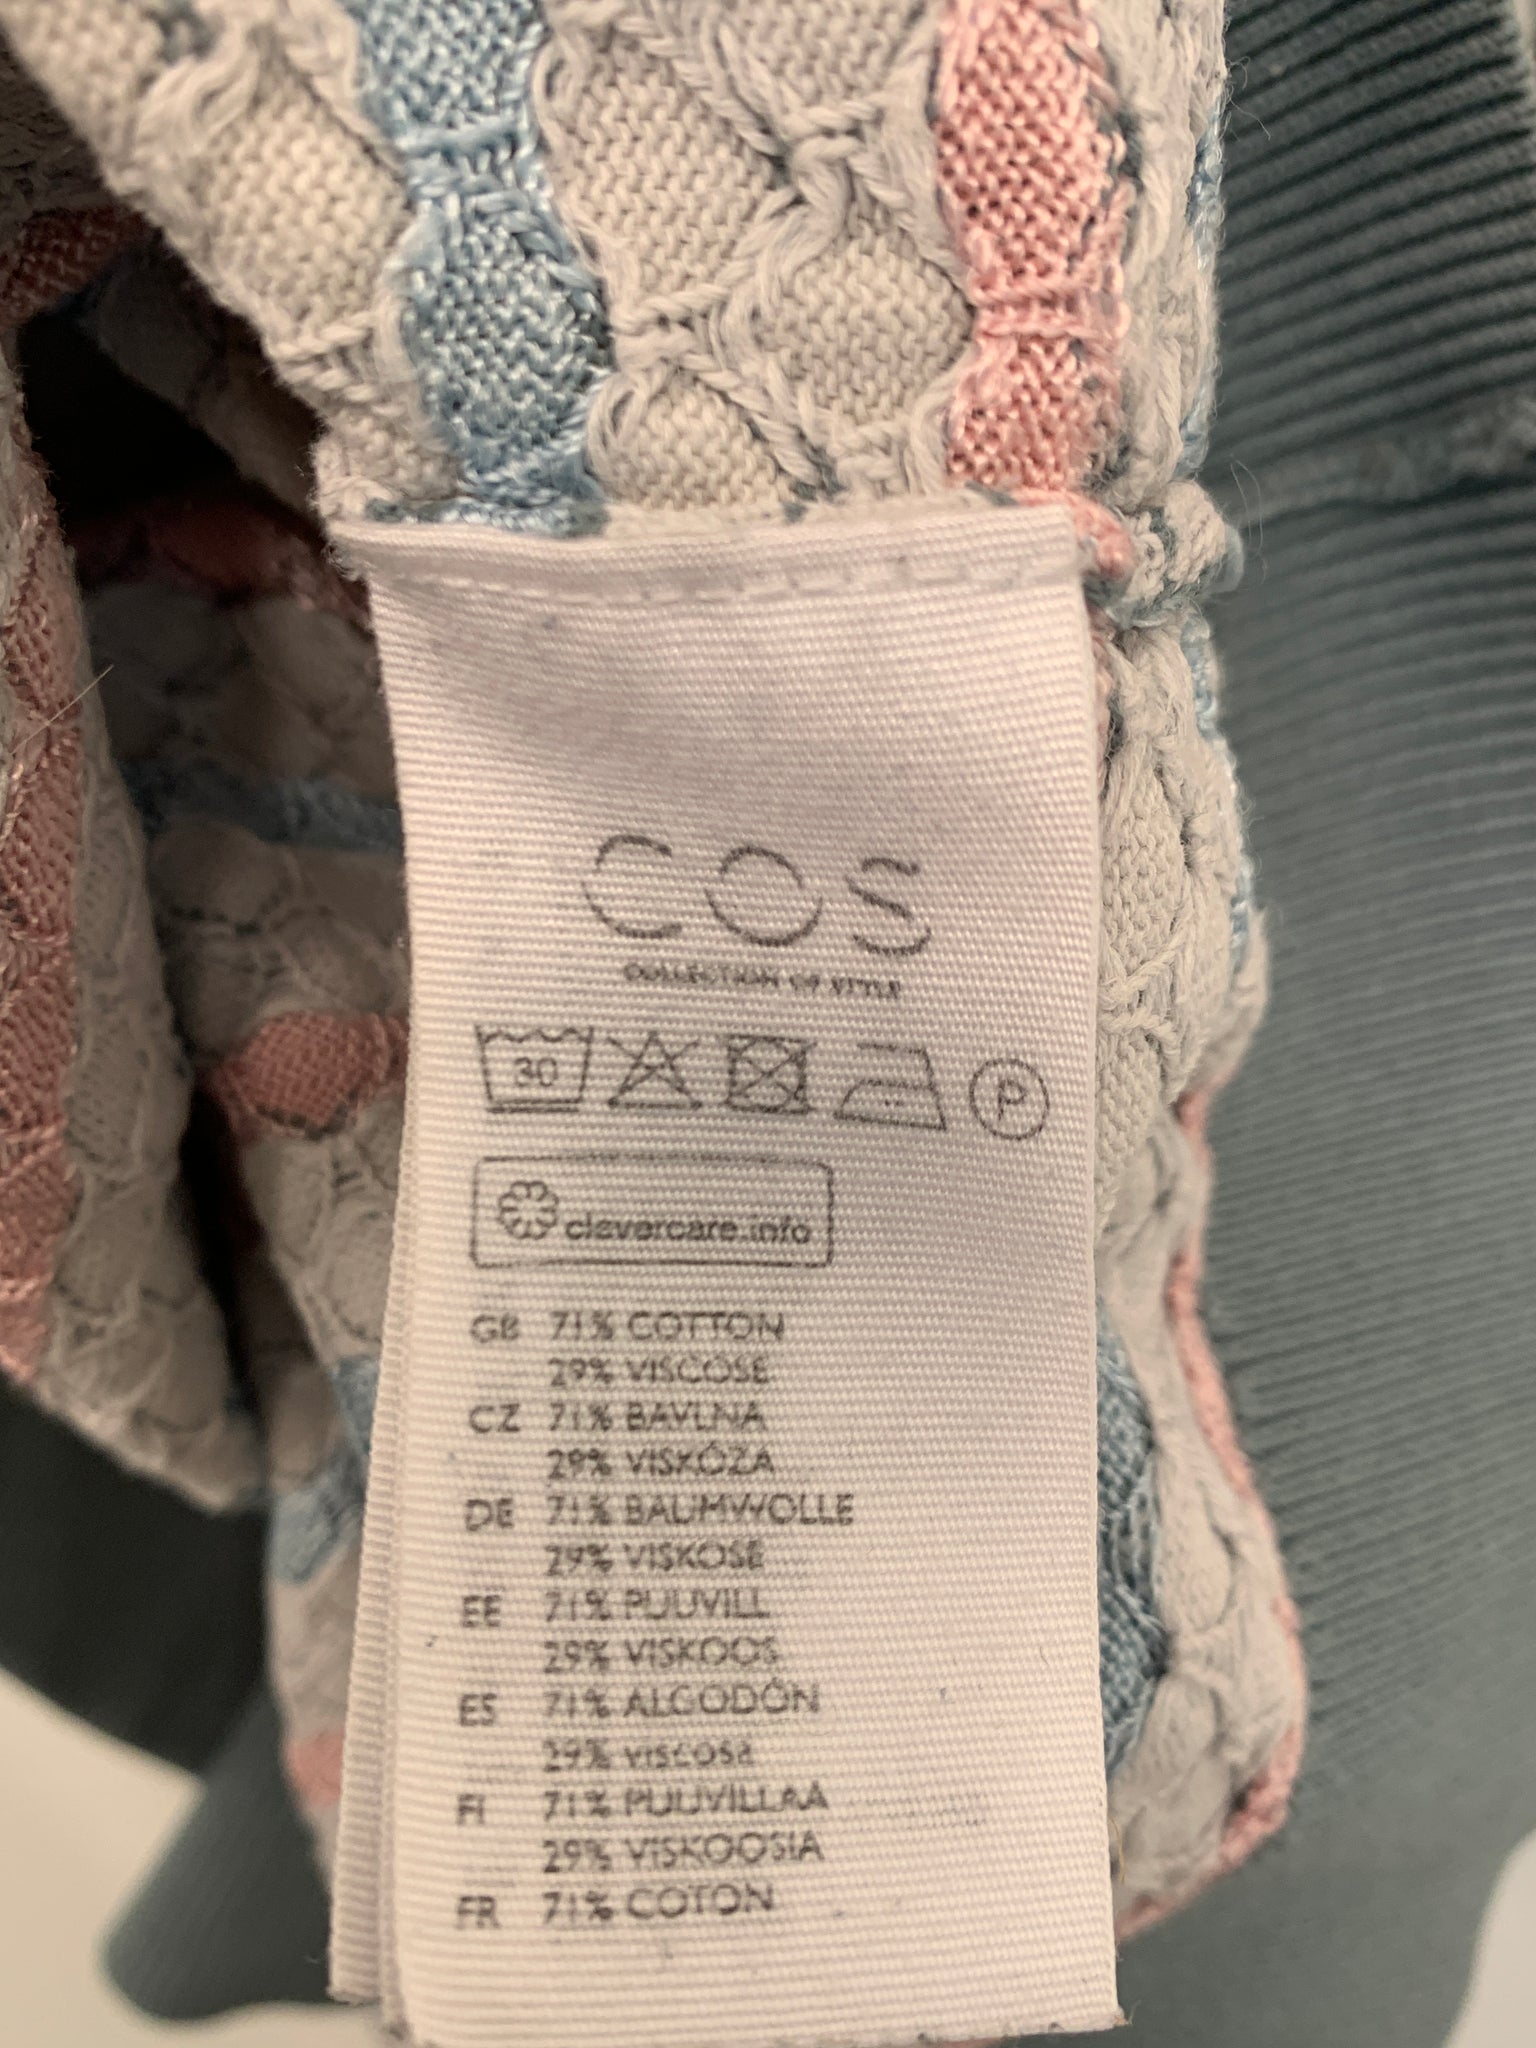 COS
COLLECTION OF STYLE
30 P
clevercare.info
GB 71% COTTON
29% VISCOSE
CZ 71% BAVLNA
29% VISKÓZA
DE 71% BAUMWOLLE
29% VISKOSE
EE 71% PUUVILL
29% VISKOOS
ES 71% ALGODÓN
29% VISCOSA
FI 71% PUUVILLAA
29% VISKOOSIA
FR 71% COTON